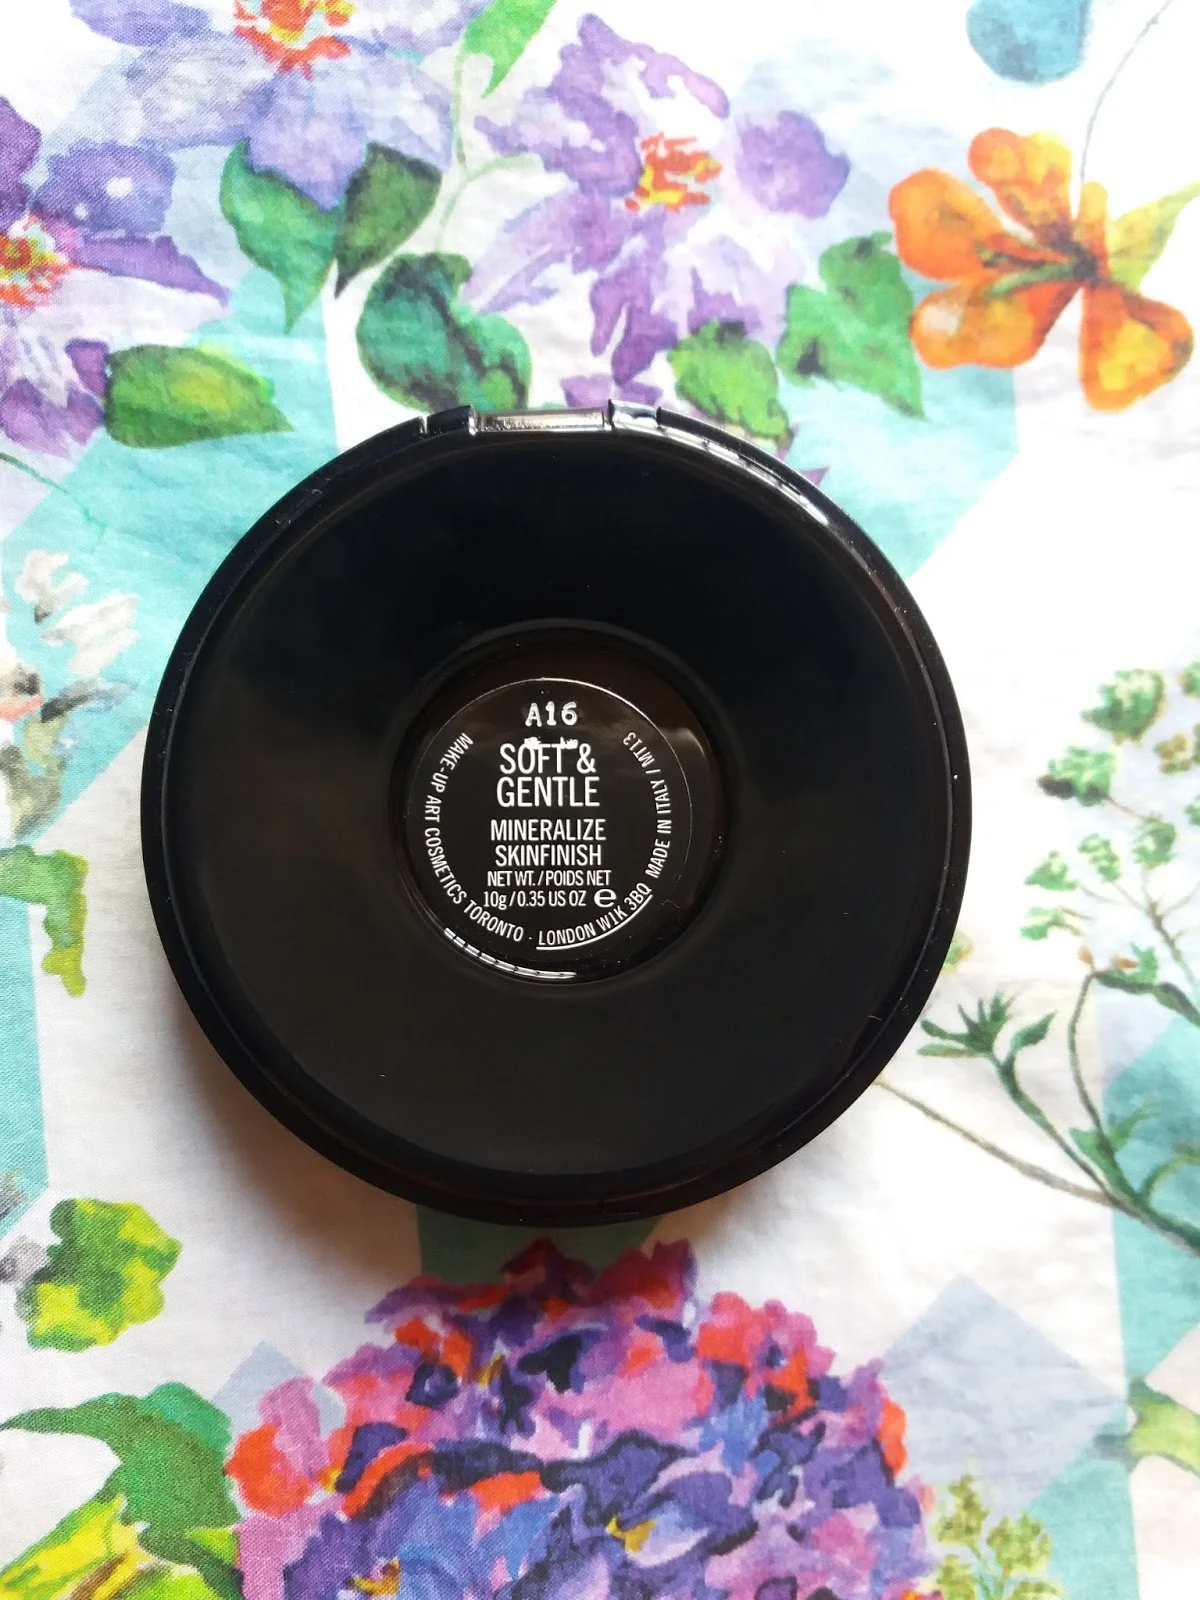 A16
SOFT &
GENTLE
MINERALIZE
SKINFINISH
NET WT. / POIDS NET
10g / 0.35 US OZ e
MAKE-UP ART COSMETICS TORONTO · LONDON W1K 3BQ MADE IN ITALY / MT13